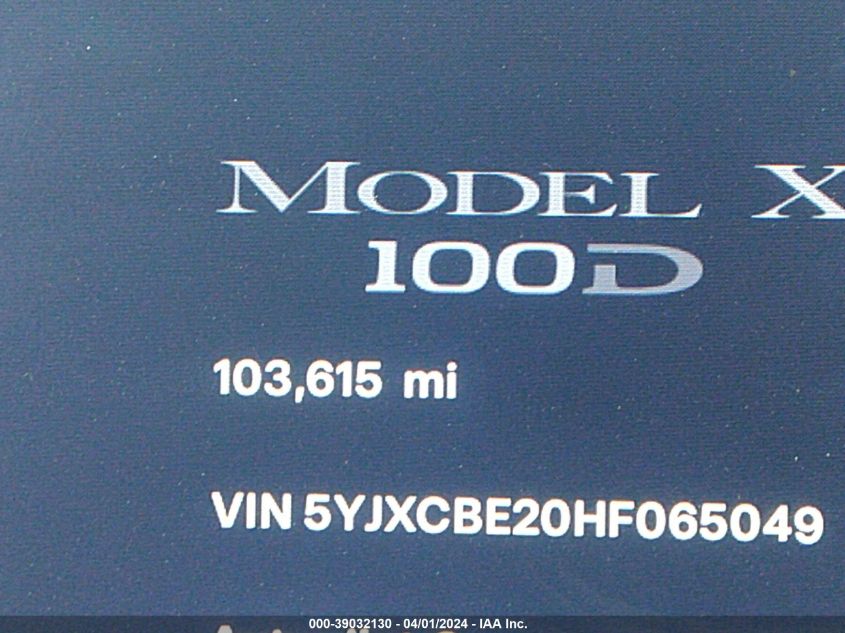 MODEL X
100D
103,615 mi
VIN 5YJXCBE20HF065049
000-39032130 - 04/01/2024 - IAA Inc.